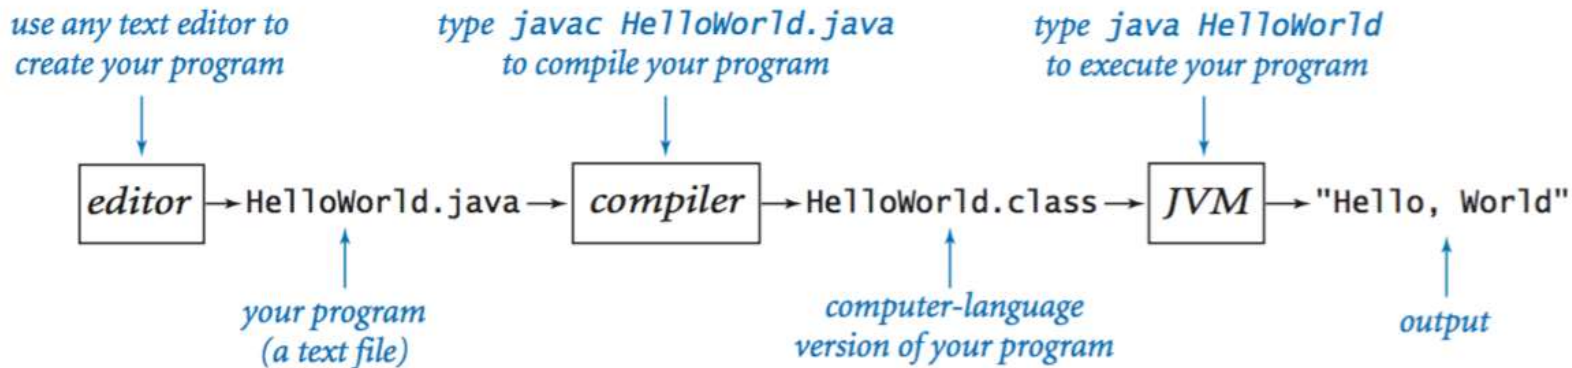 use any text editor to
create your program
type javac HelloWorld.java
to compile your program
type java HelloWorld
to execute your program
editor
HelloWorld.java
compiler
HelloWorld.class
JVM
"Hello, World"
your program
(a text file)
computer-language
version of your program
output